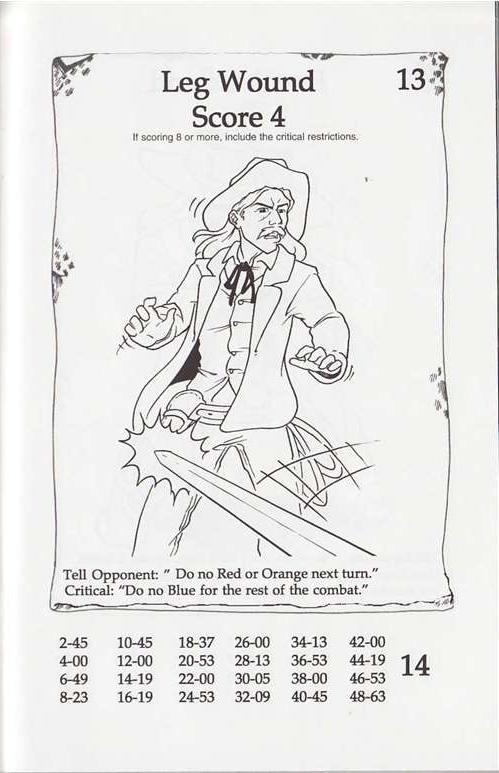 Leg Wound
13
Score 4
If scoring 8 or more, include the critical restrictions.
Tell Opponent: " Do no Red or Orange next turn."
Critical: "Do no Blue for the rest of the combat."
2-45 10-45 18-37 26-00 34-13 42-00
4-00 12-00 20-53 28-13 36-53 44-19
6-49 14-19 22-00 30-05 38-00 46-53
8-23 16-19 24-53 32-09 40-45 48-63
14